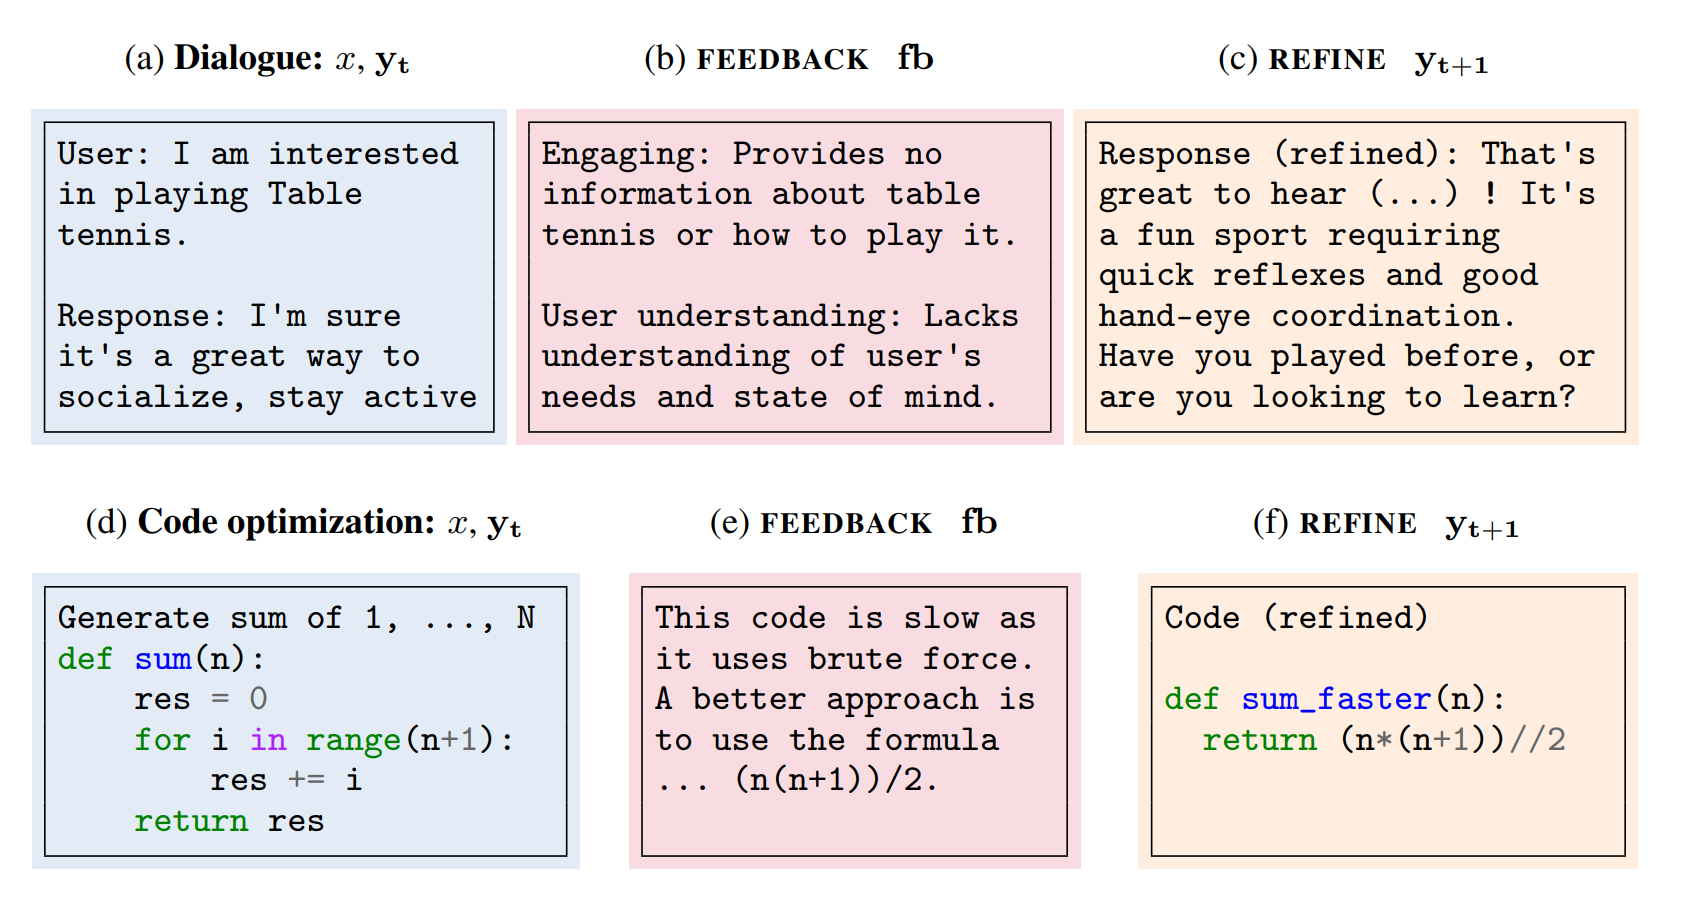 (a) Dialogue: x, yt
User: I am interested
in playing Table
tennis.
Response: I'm sure
it's a great way to
socialize, stay active
(b) FEEDBACK fb
Engaging: Provides no
information about table
tennis or how to play it.
User understanding: Lacks
understanding of user's
needs and state of mind.
(c) REFINE yt+1
Response (refined): That's
great to hear (...) ! It's
a fun sport requiring
quick reflexes and good
hand-eye coordination.
Have you played before, or
are you looking to learn?
(d) Code optimization: x, yt
Generate sum of 1, ..., N
def sum(n):
    res = 0
    for i in range(n+1):
        res += i
    return res
(e) FEEDBACK fb
This code is slow as
it uses brute force.
A better approach is
to use the formula
... (n(n+1))/2.
(f) REFINE yt+1
Code (refined)
def sum_faster(n):
  return (n*(n+1))//2